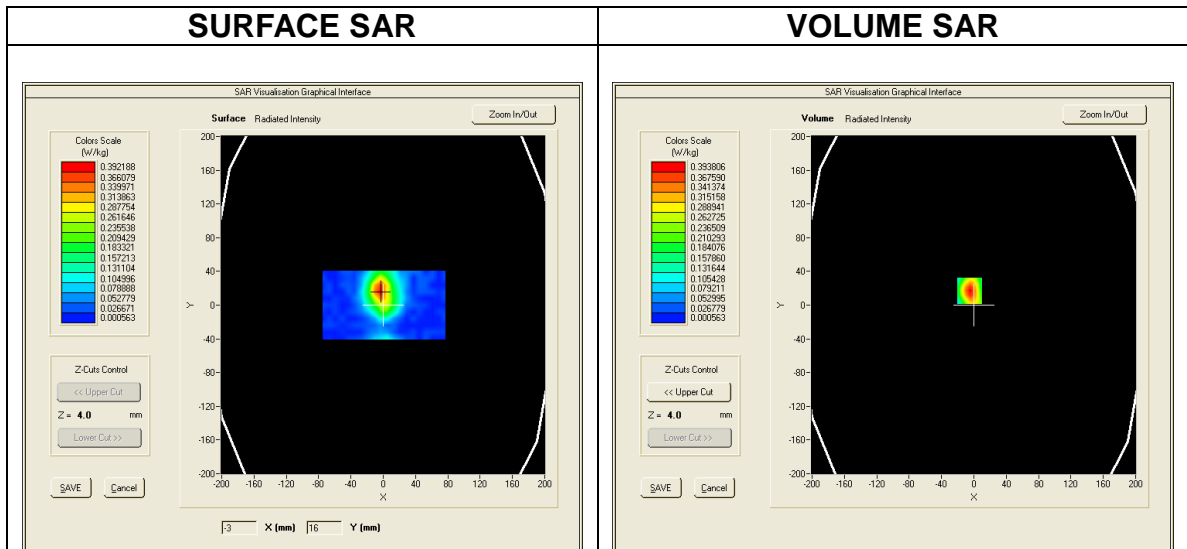 SURFACE SAR
VOLUME SAR
SAR Visualisation Graphical Interface
Surface Radiated Intensity
Zoom In/Out
Colors Scale
(W/kg)
0.392188
0.366079
0.339971
0.313863
0.287754
0.261646
0.235538
0.209429
0.183321
0.157213
0.131104
0.104996
0.078888
0.052779
0.026671
0.000563
200
160
120
80
40
0
-40
-80
-120
-160
-200
Y
-200 -160 -120 -80 -40 0 40 80 120 160 200
X
Z-Cuts Control
<< Upper Cut
Z = 4.0 mm
Lower Cut >>
SAVE Cancel
-3 X (mm) 16 Y (mm)
SAR Visualisation Graphical Interface
Volume Radiated Intensity
Zoom In/Out
Colors Scale
(W/kg)
0.393806
0.367590
0.341374
0.315158
0.288941
0.262725
0.236509
0.210293
0.184076
0.157860
0.131644
0.105428
0.079211
0.052995
0.026779
0.000563
200
160
120
80
40
0
-40
-80
-120
-160
-200
Y
-200 -160 -120 -80 -40 0 40 80 120 160 200
X
Z-Cuts Control
<< Upper Cut
Z = 4.0 mm
Lower Cut >>
SAVE Cancel